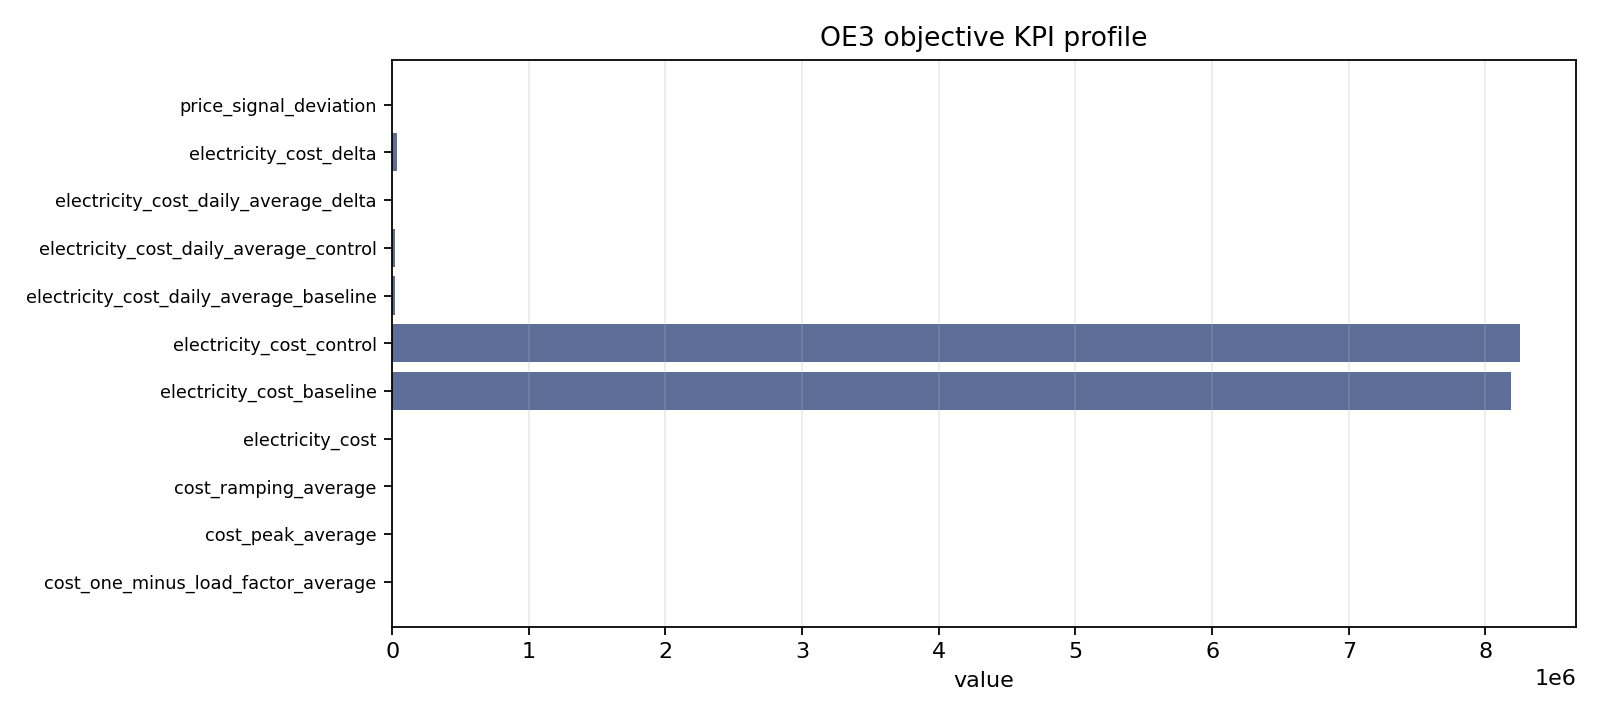 OE3 objective KPI profile
price_signal_deviation
electricity_cost_delta
electricity_cost_daily_average_delta
electricity_cost_daily_average_control
electricity_cost_daily_average_baseline
electricity_cost_control
electricity_cost_baseline
electricity_cost
cost_ramping_average
cost_peak_average
cost_one_minus_load_factor_average
0 1 2 3 4 5 6 7 8
value
1e6